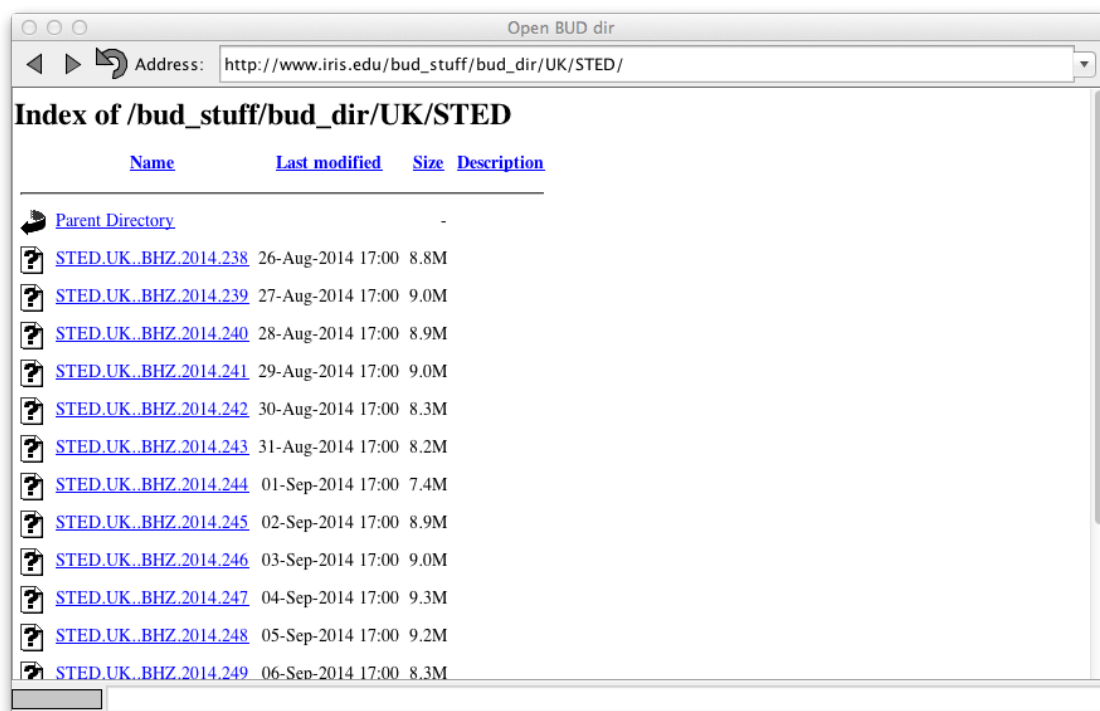 Open BUD dir
Address: http://www.iris.edu/bud_stuff/bud_dir/UK/STED/
Index of /bud_stuff/bud_dir/UK/STED
Name Last modified Size Description
Parent Directory -
STED.UK..BHZ.2014.238 26-Aug-2014 17:00 8.8M
STED.UK..BHZ.2014.239 27-Aug-2014 17:00 9.0M
STED.UK..BHZ.2014.240 28-Aug-2014 17:00 8.9M
STED.UK..BHZ.2014.241 29-Aug-2014 17:00 9.0M
STED.UK..BHZ.2014.242 30-Aug-2014 17:00 8.3M
STED.UK..BHZ.2014.243 31-Aug-2014 17:00 8.2M
STED.UK..BHZ.2014.244 01-Sep-2014 17:00 7.4M
STED.UK..BHZ.2014.245 02-Sep-2014 17:00 8.9M
STED.UK..BHZ.2014.246 03-Sep-2014 17:00 9.0M
STED.UK..BHZ.2014.247 04-Sep-2014 17:00 9.3M
STED.UK..BHZ.2014.248 05-Sep-2014 17:00 9.2M
STED.UK..BHZ.2014.249 06-Sep-2014 17:00 8.3M